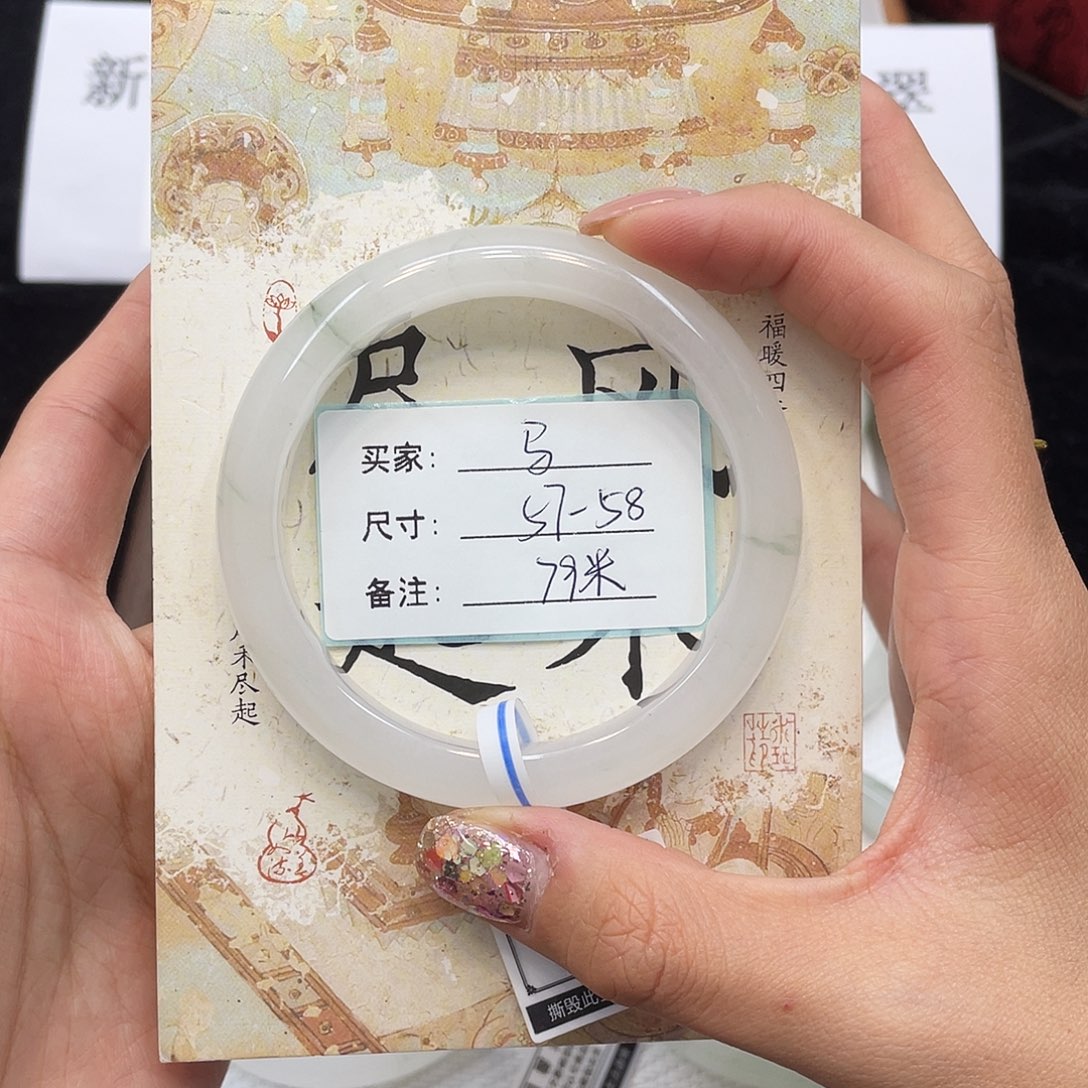 新
翠
福暖四
买家: 马
尺寸: 57-58
备注: 79米
禾尽起
撕毁此